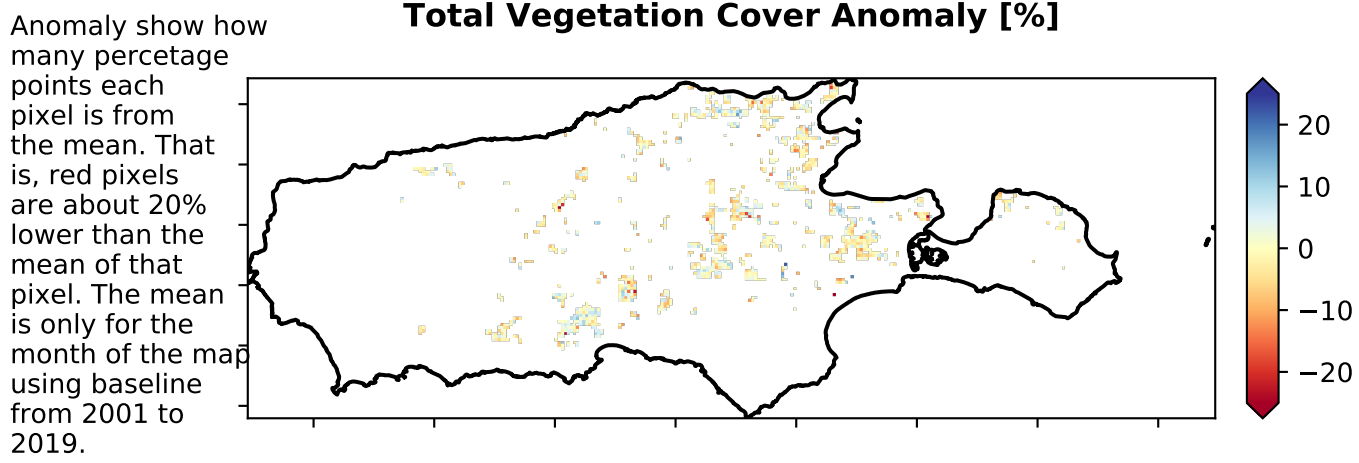 Total Vegetation Cover Anomaly [%]
Anomaly show how
many percetage
points each
pixel is from
the mean. That
is, red pixels
are about 20%
lower than the
mean of that
pixel. The mean
is only for the
month of the map
using baseline
from 2001 to
2019.
20
10
0
−10
−20